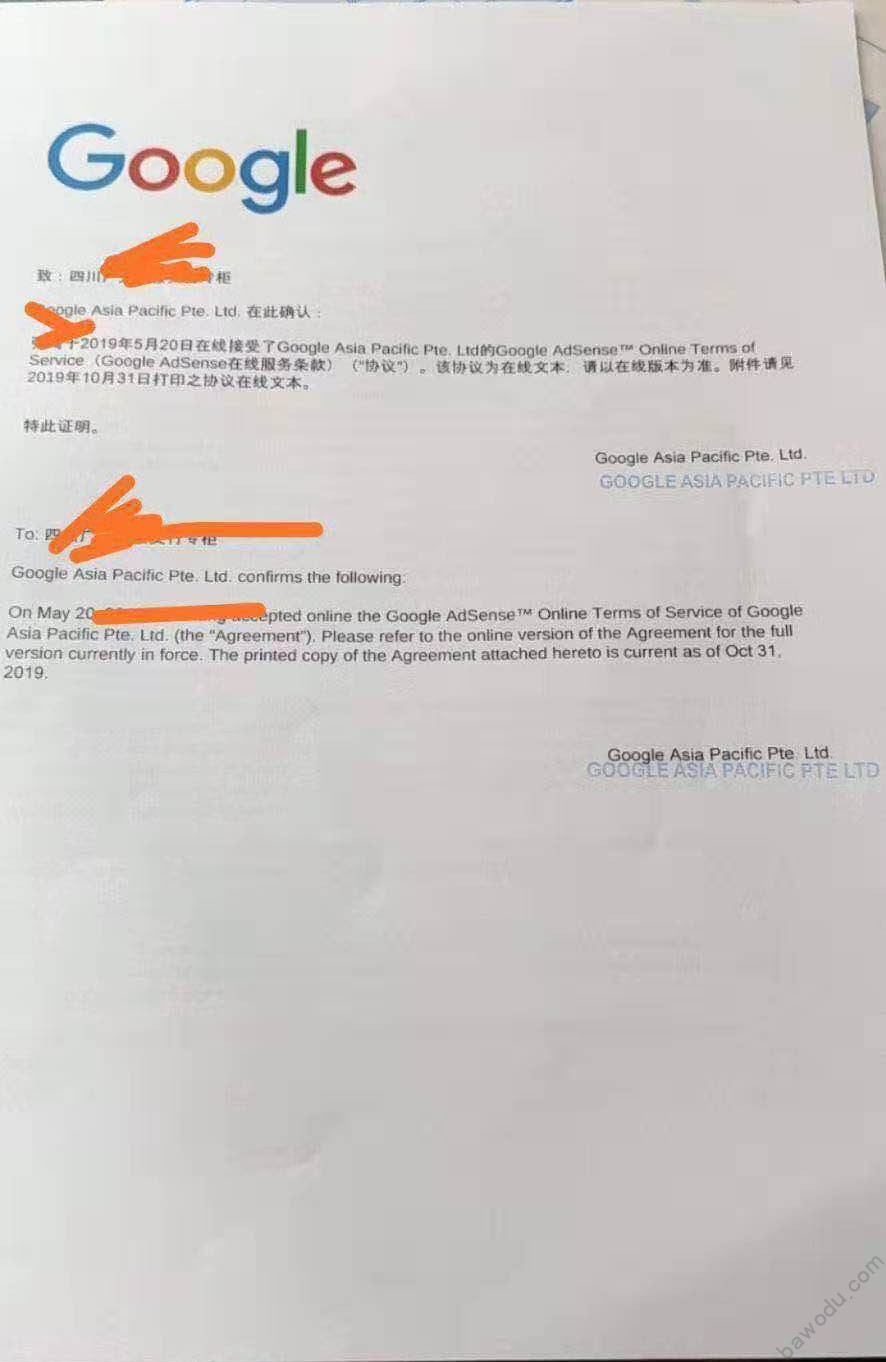 Google
致：四川 专柜
Google Asia Pacific Pte. Ltd. 在此确认：
于2019年5月20日在线接受了Google Asia Pacific Pte. Ltd的Google AdSense™ Online Terms of
Service（Google AdSense在线服务条款）（“协议”）。该协议为在线文本，请以在线版本为准。附件请见
2019年10月31日打印之协议在线文本。
特此证明。
Google Asia Pacific Pte. Ltd.
GOOGLE ASIA PACIFIC PTE LTD
To: 四 专柜
Google Asia Pacific Pte. Ltd. confirms the following:
On May 20 accepted online the Google AdSense™ Online Terms of Service of Google
Asia Pacific Pte. Ltd. (the "Agreement"). Please refer to the online version of the Agreement for the full
version currently in force. The printed copy of the Agreement attached hereto is current as of Oct 31,
2019.
Google Asia Pacific Pte. Ltd.
GOOGLE ASIA PACIFIC PTE LTD
bawodu.com